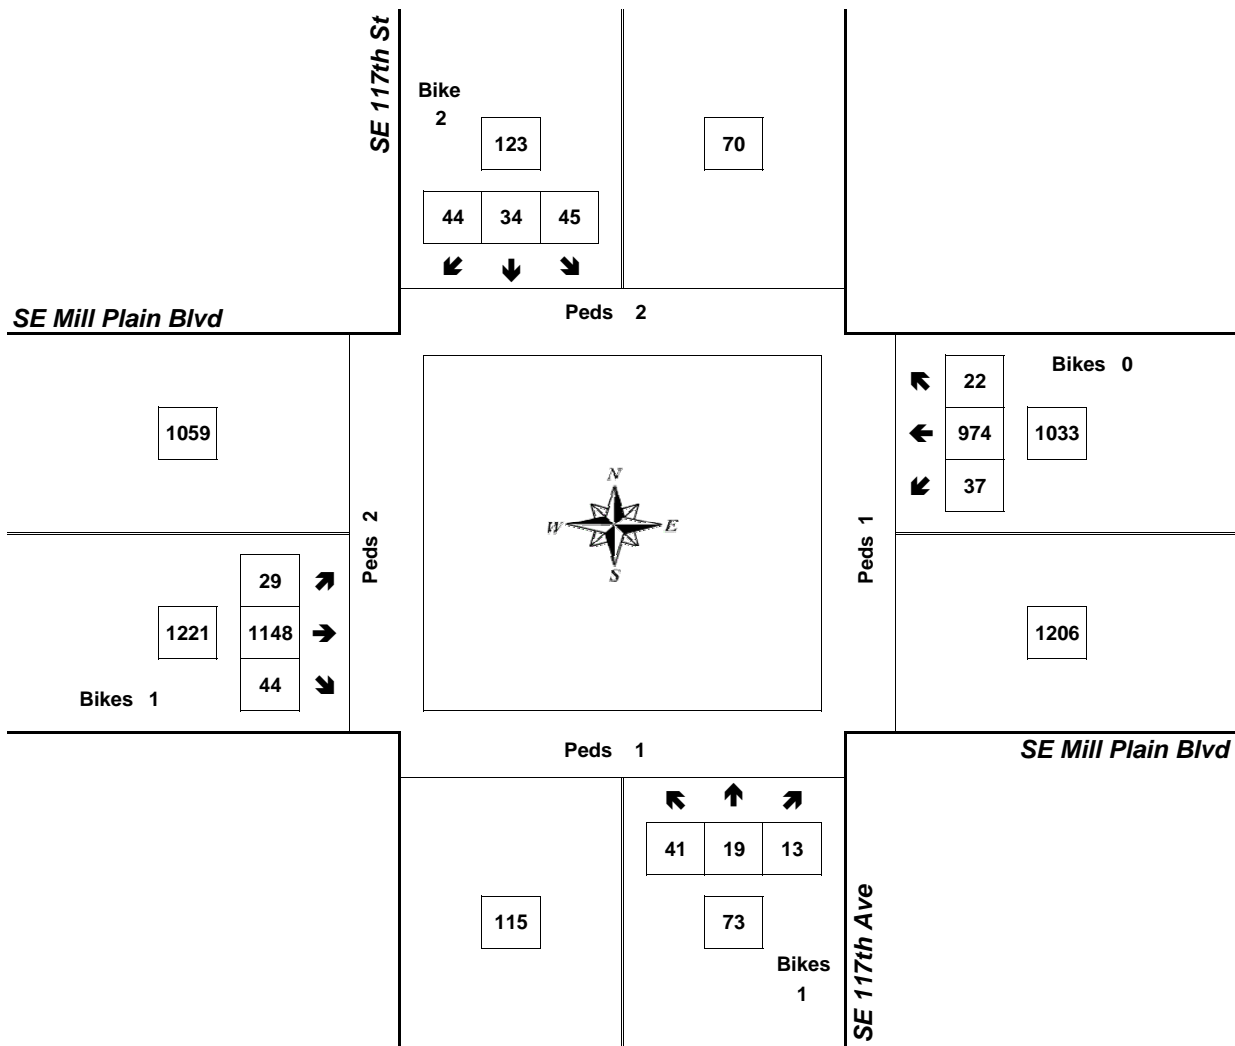 SE 117th St
Bike
2
123
70
44 34 45
Peds 2
SE Mill Plain Blvd
Bikes 0
22
1059
974 1033
37
N
W E
S
Peds 2
Peds 1
29
1221 1148
1206
44
Bikes 1
Peds 1
SE Mill Plain Blvd
41 19 13
115
73
Bikes
1
SE 117th Ave